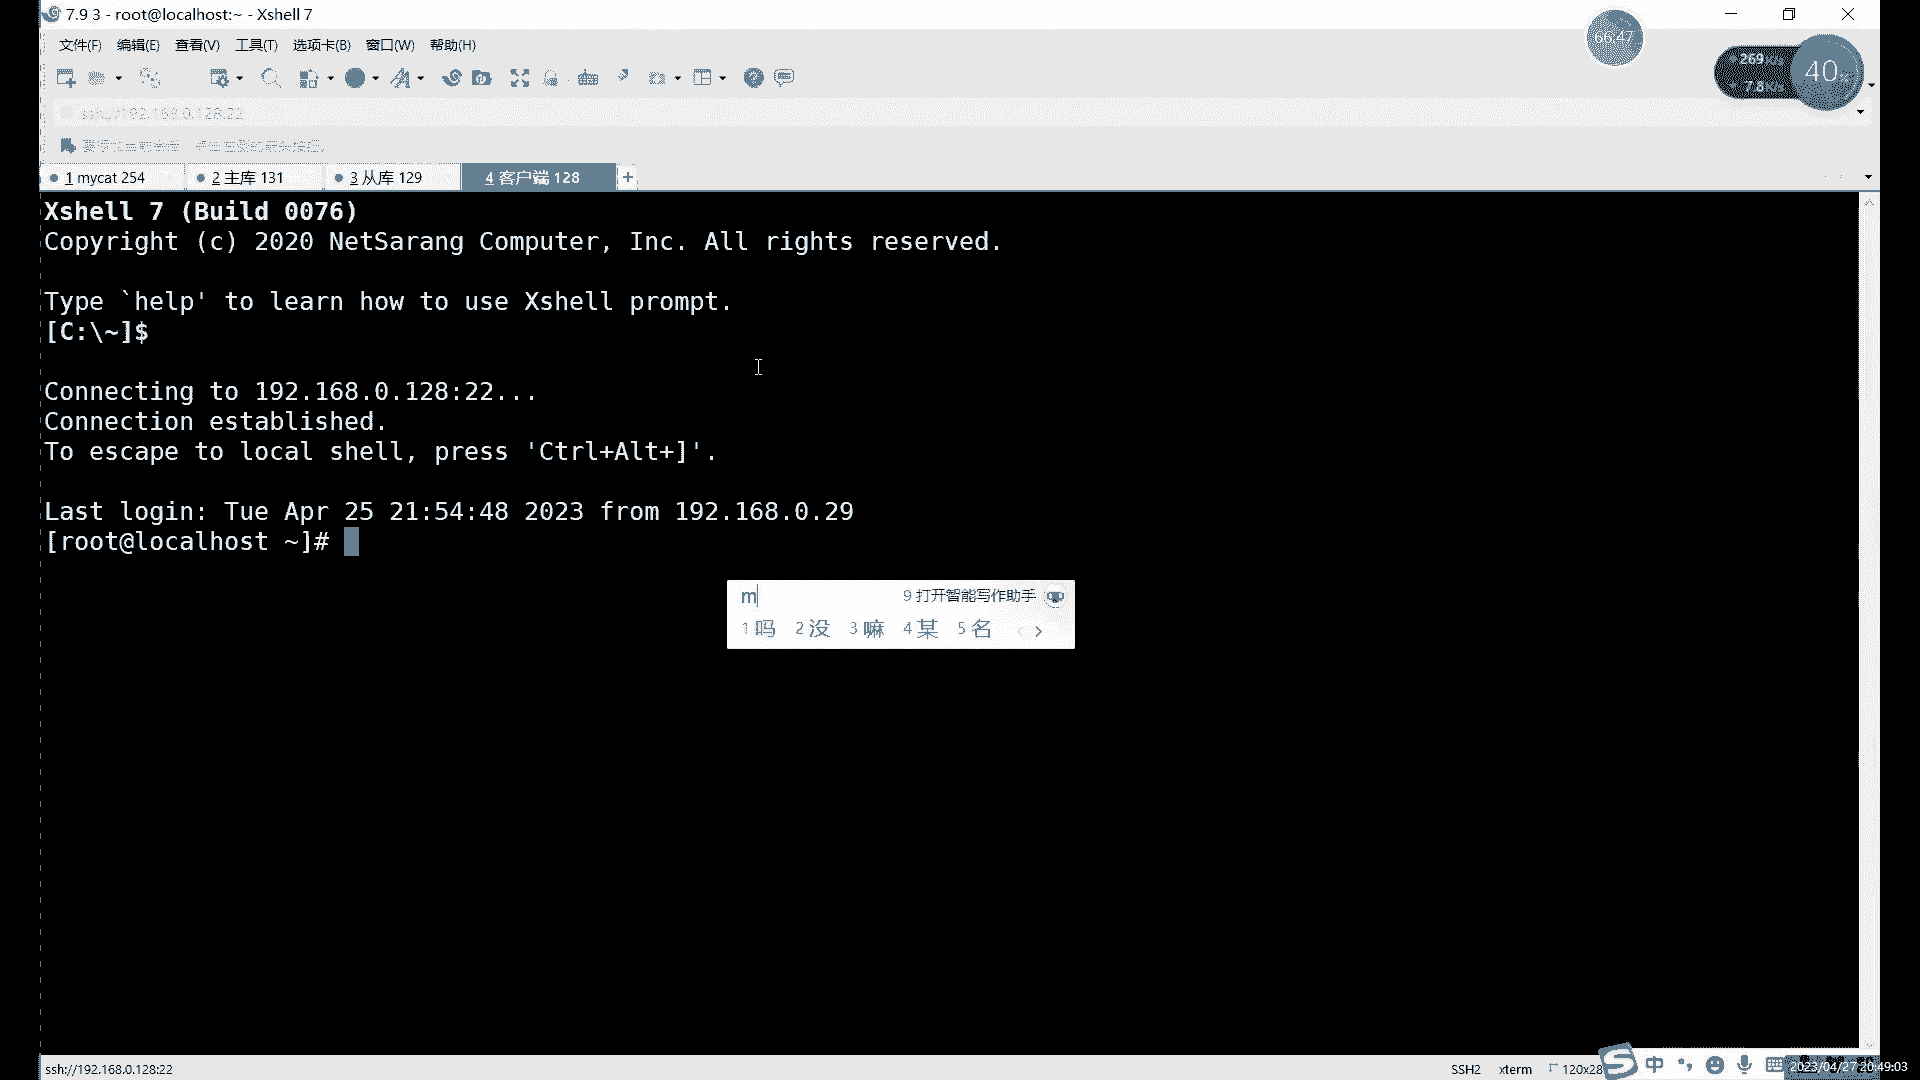 7.9 3 - root@localhost:~ - Xshell 7
文件(F) 编辑(E) 查看(V) 工具(T) 选项卡(B) 窗口(W) 帮助(H)
66:47
269K/s
40%
7.8K/s
ssh://192.168.0.128:22
1 mycat 254 2 主库 131 3 从库 129 4 客户端 128 +
Xshell 7 (Build 0076)
Copyright (c) 2020 NetSarang Computer, Inc. All rights reserved.
Type `help' to learn how to use Xshell prompt.
[C:\~]$
Connecting to 192.168.0.128:22...
Connection established.
To escape to local shell, press 'Ctrl+Alt+]'.
Last login: Tue Apr 25 21:54:48 2023 from 192.168.0.29
[root@localhost ~]#
m 9 打开智能写作助手
1 吗 2 没 3 嘛 4 某 5 名
ssh://192.168.0.128:22 SSH2 xterm 120x28 中 2023/04/27 20:49:03